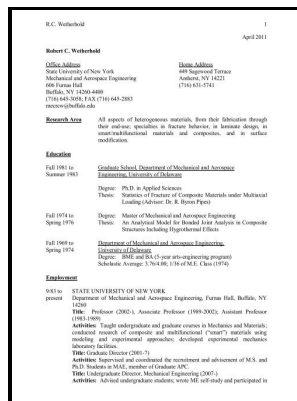 R.C. Wetherhold 1
April 2011
Robert C. Wetherhold
Office Address Home Address
State University of New York 449 Sagewood Terrace
Mechanical and Aerospace Engineering Amherst, NY 14221
606 Furnas Hall (716) 631-5741
Buffalo, NY 14260-4400
(716) 645-3058; FAX (716) 645-2883
mecrcw@buffalo.edu
Research Area All aspects of heterogeneous materials, from their fabrication through
their end-use; specialties in fracture behavior, in laminate design, in
smart/multifunctional materials and composites, and in surface
modification.
Education
Fall 1981 to Graduate School, Department of Mechanical and Aerospace
Summer 1983 Engineering, University of Delaware
Degree: Ph.D. in Applied Sciences
Thesis: Statistics of Fracture of Composite Materials under Multiaxial
Loading (Advisor: Dr. R. Byron Pipes)
Fall 1974 to Degree: Master of Mechanical and Aerospace Engineering
Spring 1976 Thesis: An Analytical Model for Bonded Joint Analysis in Composite
Structures Including Hygrothermal Effects
Fall 1969 to Department of Mechanical and Aerospace Engineering,
Spring 1974 University of Delaware
Degree: BME and BA (5-year arts-engineering program)
Scholastic Average: 3.76/4.00; 1/36 of M.E. Class (1974)
Employment
9/83 to STATE UNIVERSITY OF NEW YORK
present Department of Mechanical and Aerospace Engineering, Furnas Hall, Buffalo, NY
14260
Title: Professor (2002-), Associate Professor (1989-2002); Assistant Professor
(1983-1989)
Activities: Taught undergraduate and graduate courses in Mechanics and Materials;
conducted research of composite and multifunctional ("smart") materials using
modeling and experimental approaches; developed experimental mechanics
laboratory facilities.
Title: Graduate Director (2001-7)
Activities: Supervised and coordinated the recruitment and advisement of M.S. and
Ph.D. Students in MAE, member of Graduate APC.
Title: Undergraduate Director, Mechanical Engineering (2007-)
Activities: Advised undergraduate students; wrote ME self-study and participated in